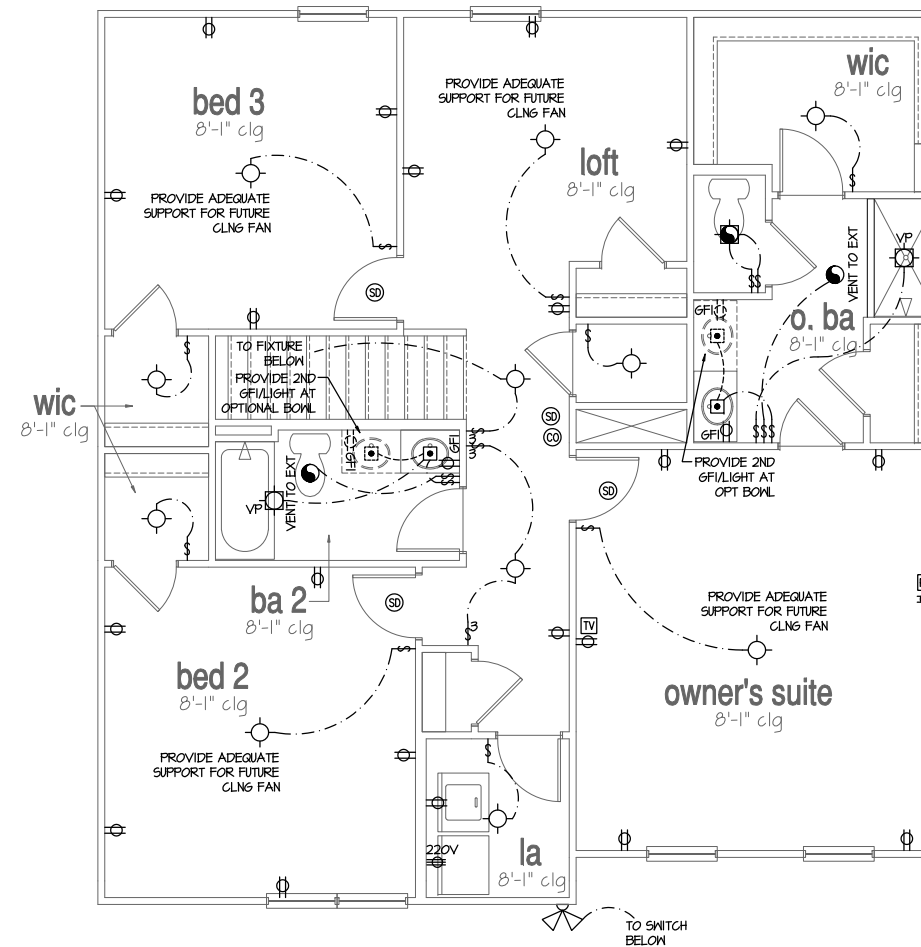 wic
8'-1" clg
bed 3
8'-1" clg
PROVIDE ADEQUATE
SUPPORT FOR FUTURE
CLNG FAN
PROVIDE ADEQUATE
SUPPORT FOR FUTURE
CLNG FAN
loft
8'-1" clg
$
$
$
SD
$
$$
VENT TO EXT
VP
GFI
o. ba
8'-1" clg
TO FIXTURE
BELOW
PROVIDE 2ND
GFI/LIGHT AT
OPTIONAL BOWL
$
$
wic
8'-1" clg
SD
CO
GFI
$$$
GFI
GFI
$
3
$
3
$
PROVIDE 2ND
GFI/LIGHT AT
OPT BOWL
VENT TO EXT
VP
$$
SD
$
$
ba 2
8'-1" clg
SD
$3
TV
PROVIDE ADEQUATE
SUPPORT FOR FUTURE
CLNG FAN
bed 2
8'-1" clg
$
owner's suite
8'-1" clg
PROVIDE ADEQUATE
SUPPORT FOR FUTURE
CLNG FAN
$
220V
la
8'-1" clg
TO SWITCH
BELOW